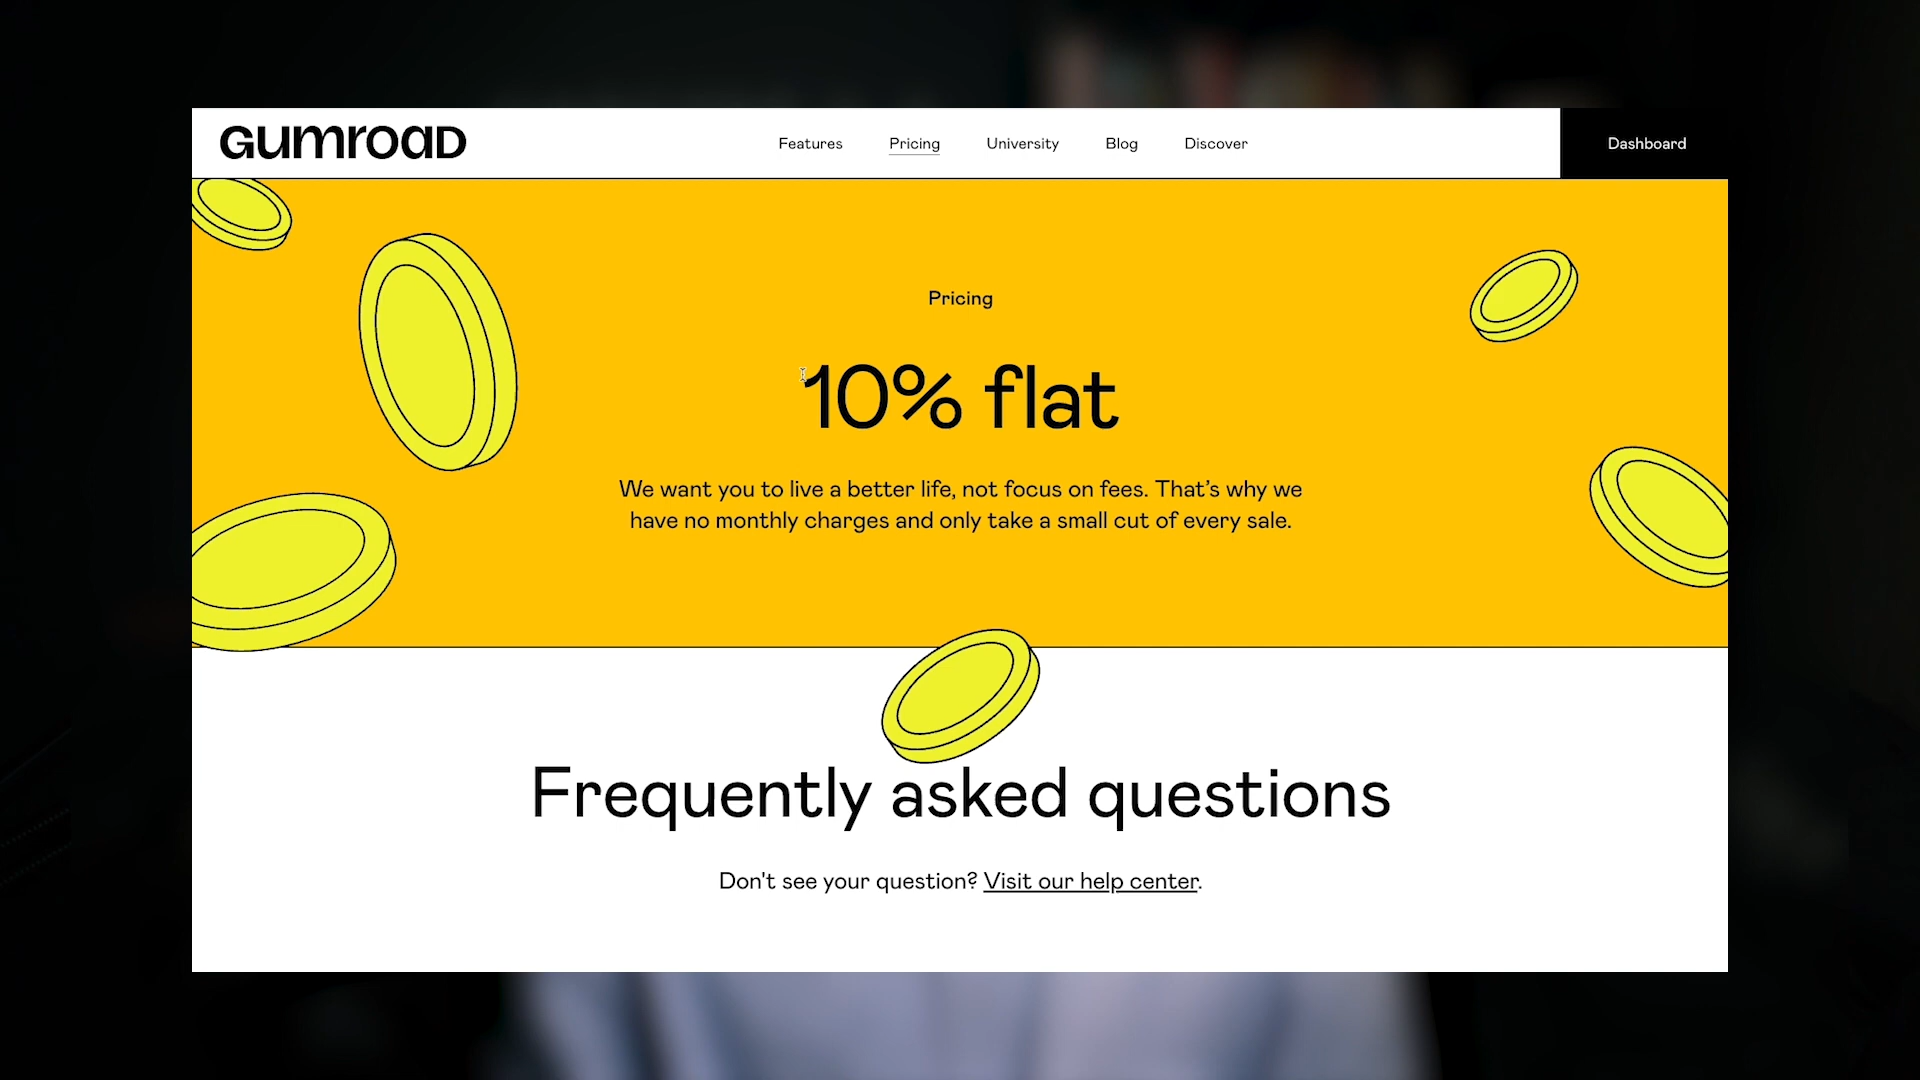 GUMROAD
Features Pricing University Blog Discover Dashboard
Pricing
10% flat
We want you to live a better life, not focus on fees. That’s why we
have no monthly charges and only take a small cut of every sale.
Frequently asked questions
Don't see your question? Visit our help center.